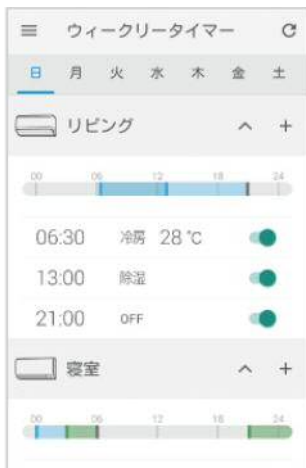 ウィークリータイマー
日 月 火 水 木 金 土
リビング
00 06 12 18 24
06:30 冷房 28 ℃
13:00 除湿
21:00 OFF
寝室
00 06 12 18 24